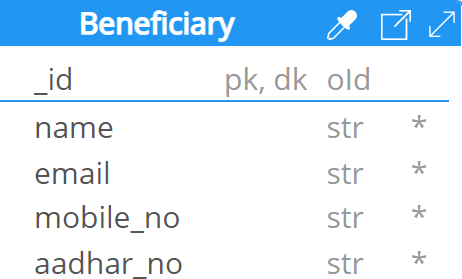 Beneficiary
_id pk, dk oId
name str *
email str *
mobile_no str *
aadhar_no str *